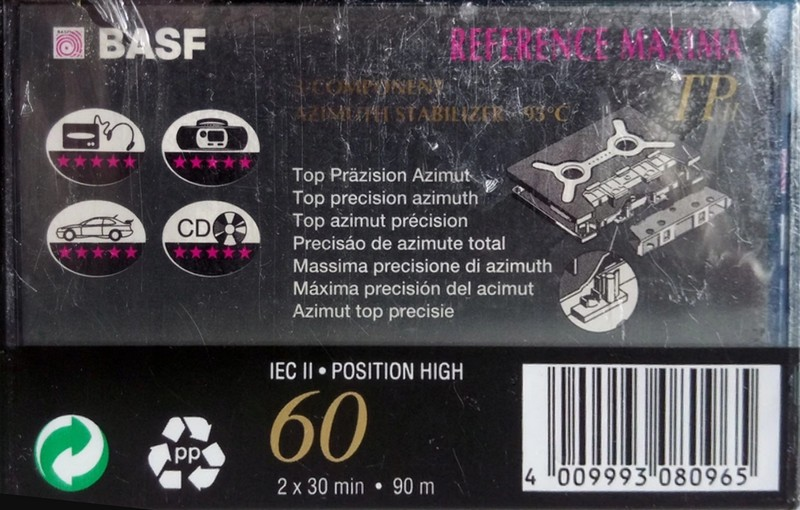 BASF
REFERENCE MAXIMA
3-COMPONENT
AZIMUTH STABILIZER 95°C
TP II
CD
Top Präzision Azimut
Top precision azimuth
Top azimut précision
Precisáo de azimute total
Massima precisione di azimuth
Máxima precisión del acimut
Azimut top precisie
IEC II • POSITION HIGH
60
2 x 30 min • 90 m
pp
4 009993 080965